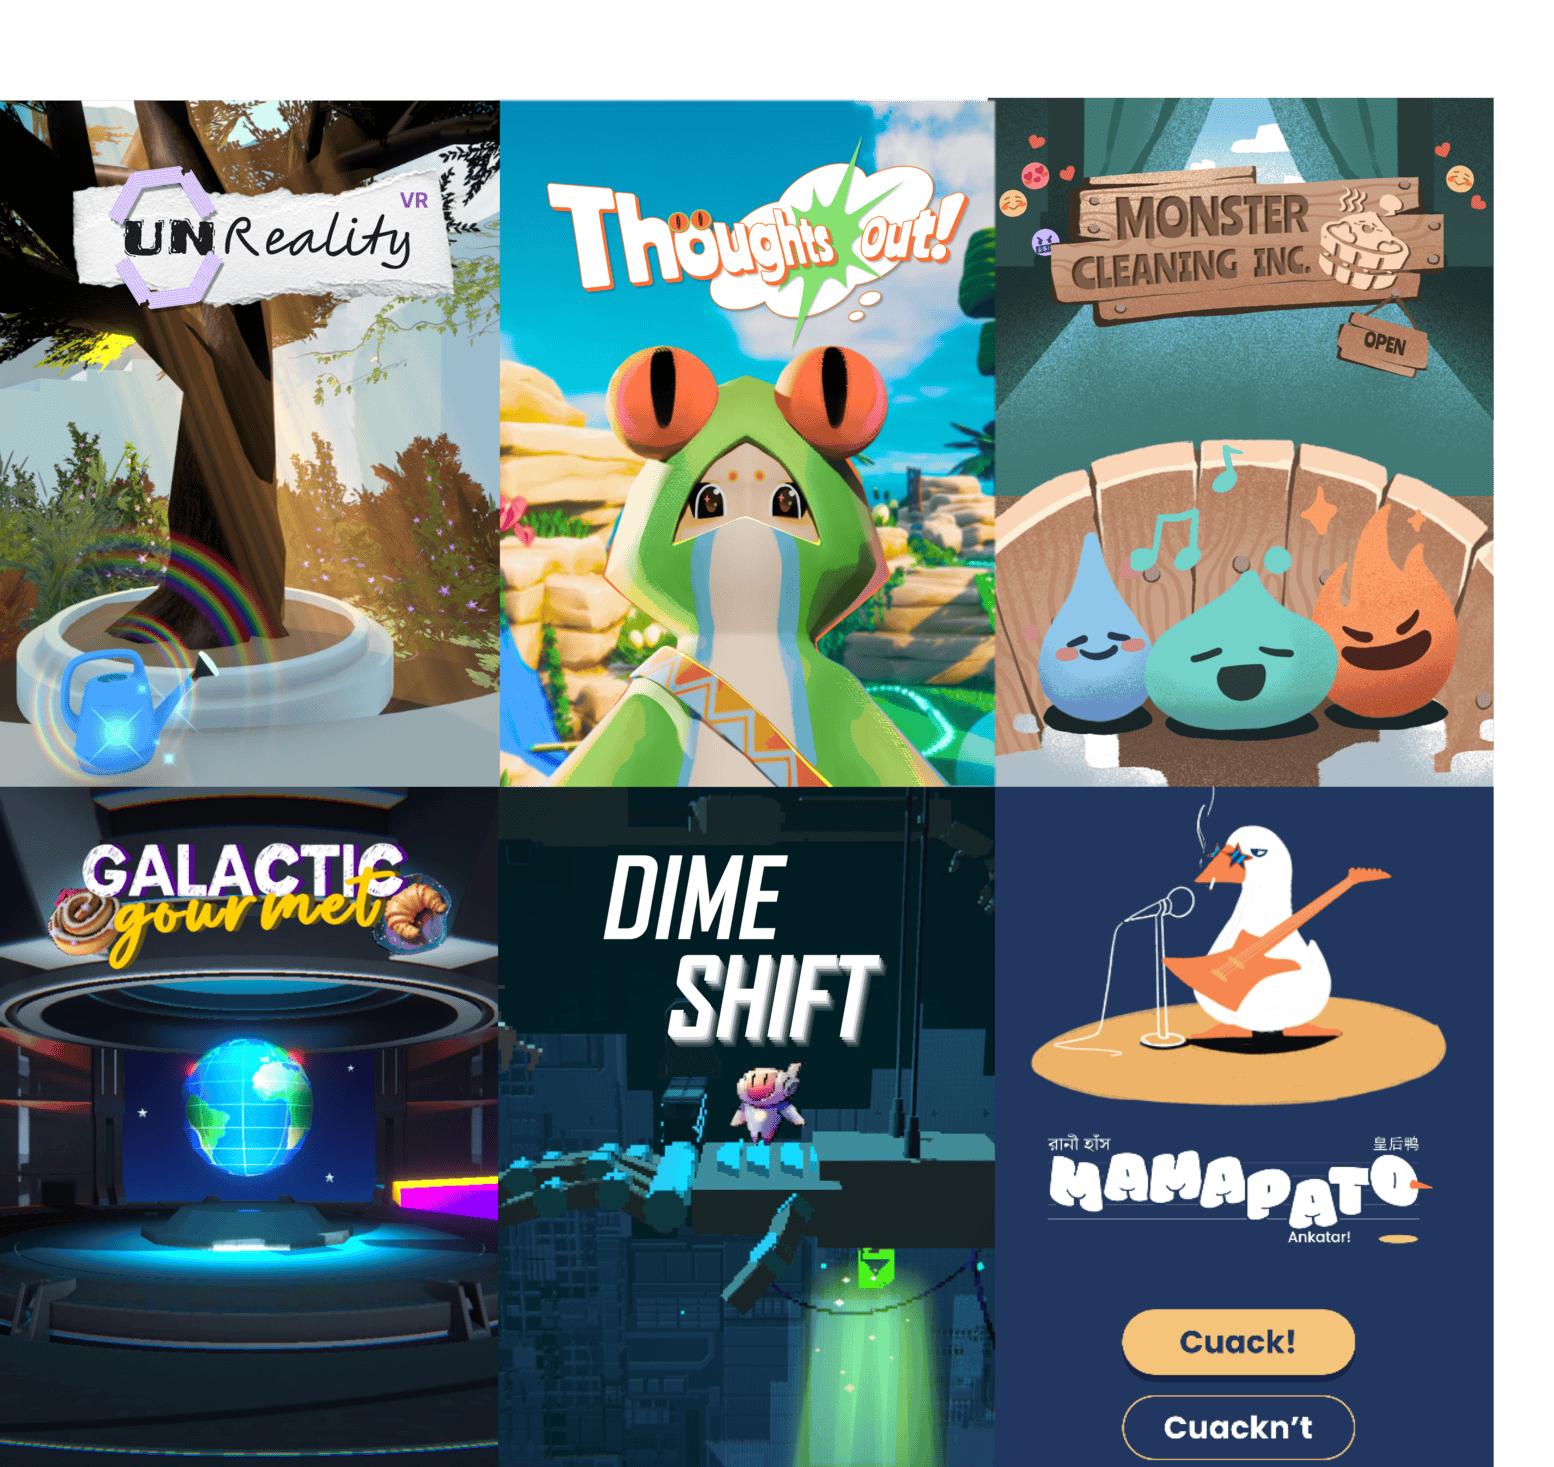 UNReality
VR
Thoughts Out!
MONSTER
CLEANING INC.
OPEN
GALACTIC
gourmet
DIME
SHIFT
রানী হাঁস
皇后鸭
MAMAPATO
Ankatar!
Cuack!
Cuackn't